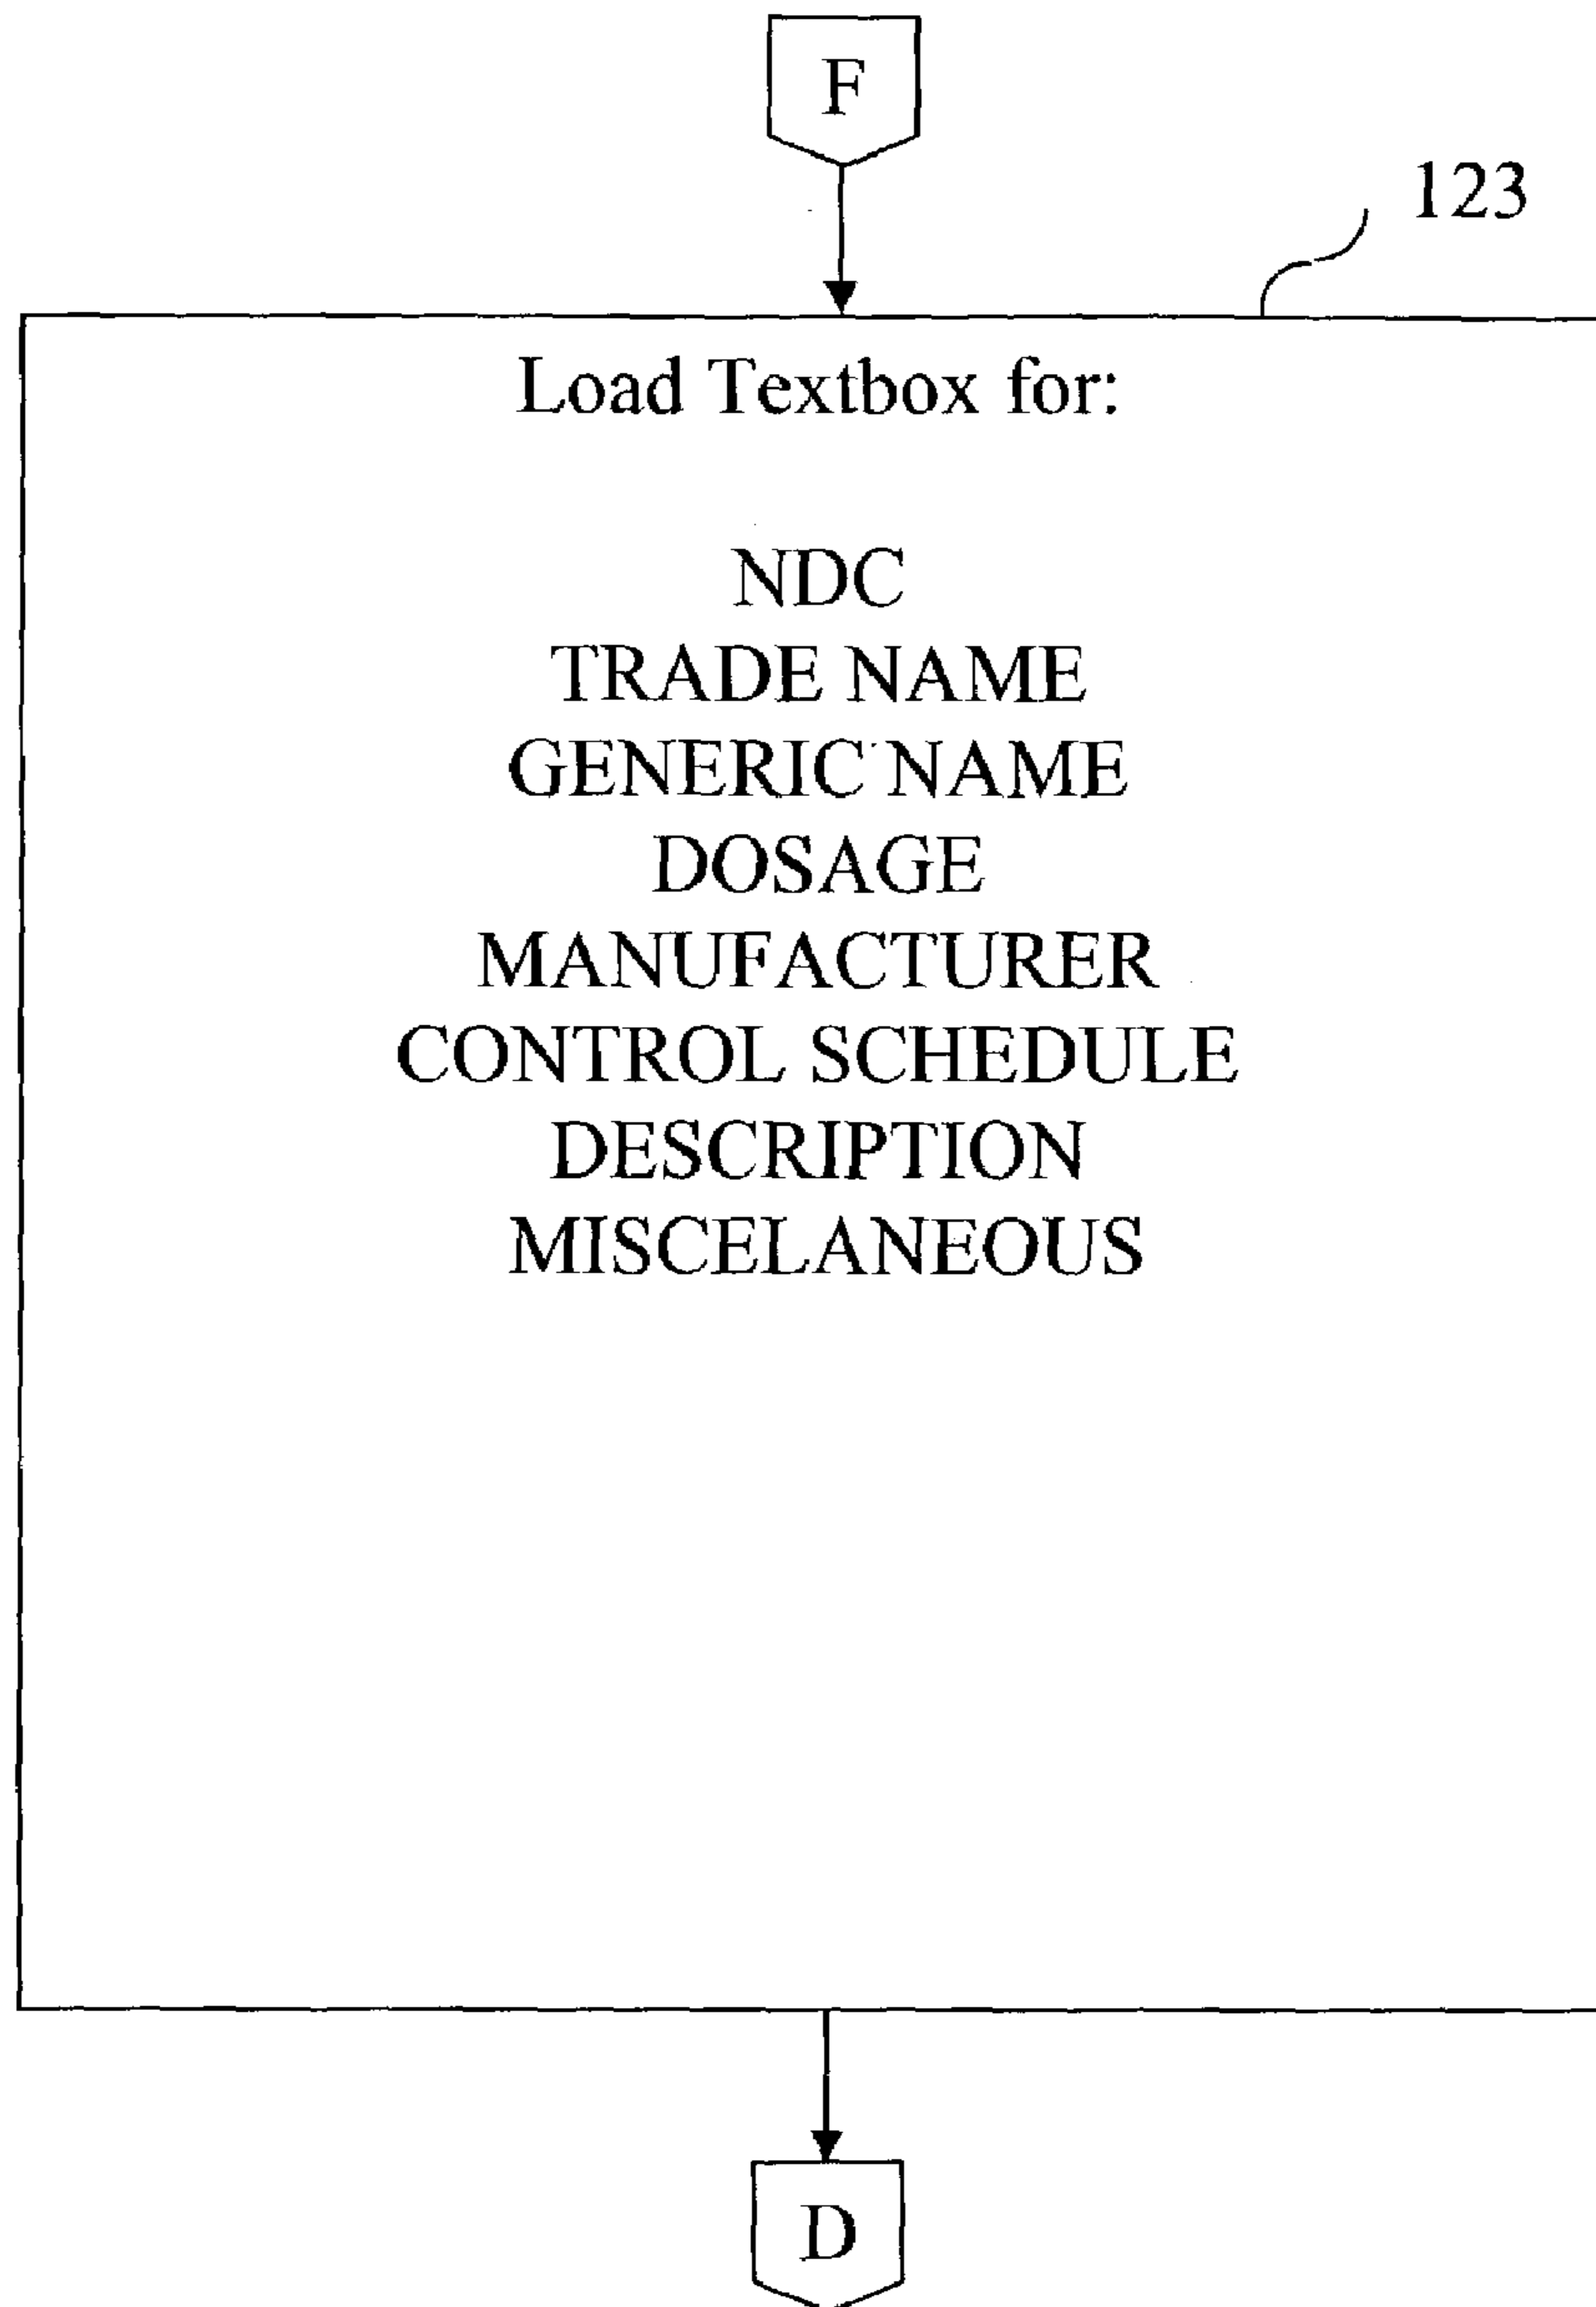 F
123
Load Textbox for:
NDC
TRADE NAME
GENERIC NAME
DOSAGE
MANUFACTURER
CONTROL SCHEDULE
DESCRIPTION
MISCELANEOUS
D